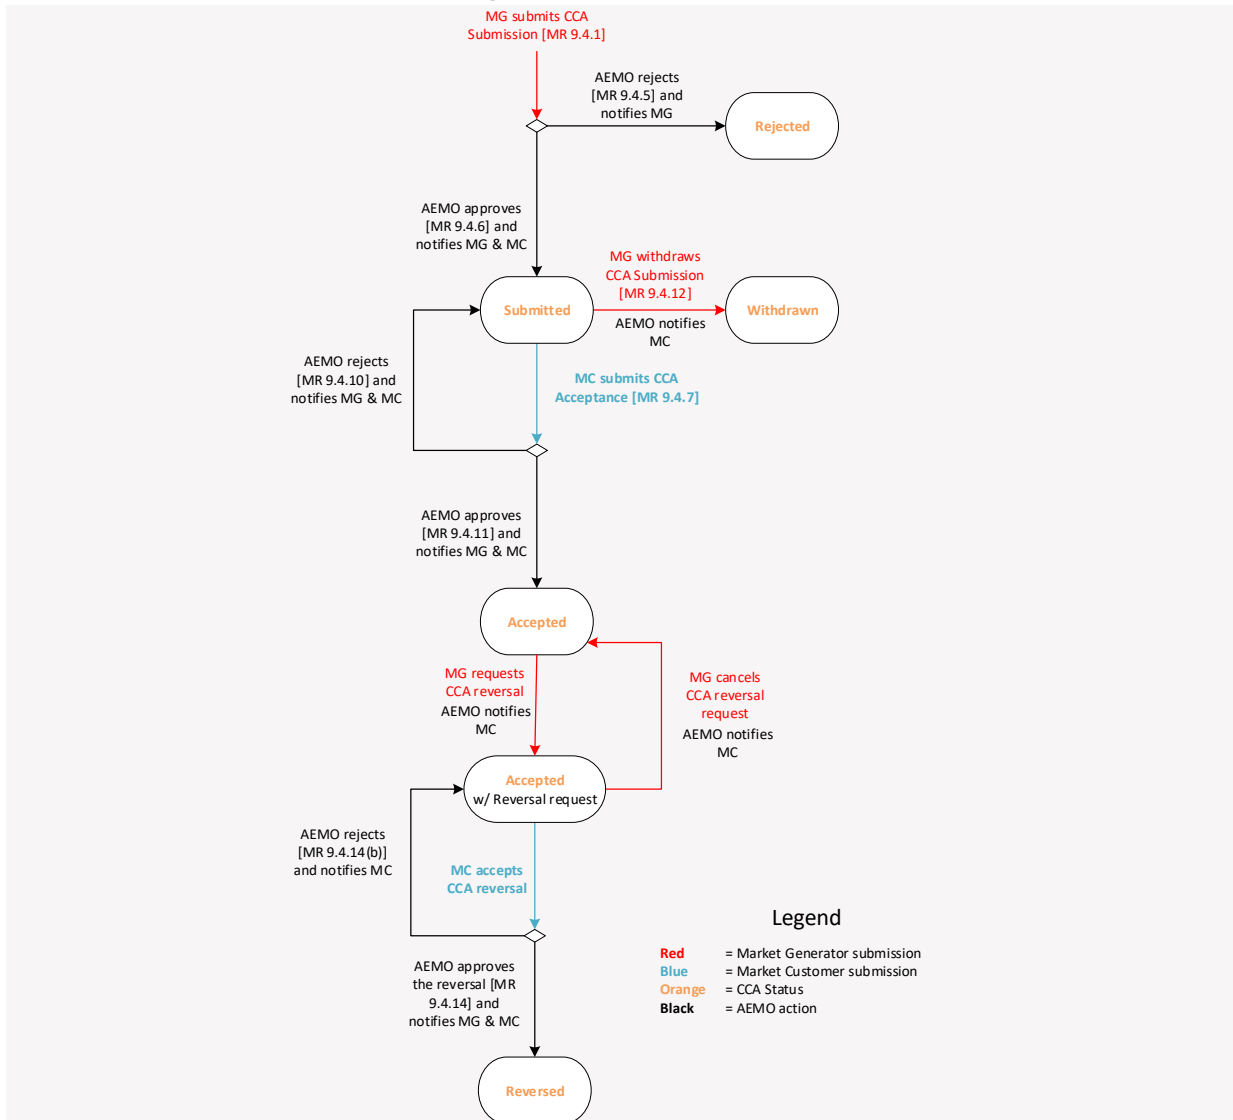 MG submits CCA
Submission [MR 9.4.1]
AEMO rejects
[MR 9.4.5] and
notifies MG
Rejected
AEMO approves
[MR 9.4.6] and
notifies MG & MC
MG withdraws
CCA Submission
[MR 9.4.12]
Submitted
Withdrawn
AEMO notifies
MC
AEMO rejects
[MR 9.4.10] and
notifies MG & MC
MC submits CCA
Acceptance [MR 9.4.7]
AEMO approves
[MR 9.4.11] and
notifies MG & MC
Accepted
MG requests
CCA reversal
AEMO notifies
MC
MG cancels
CCA reversal
request
AEMO notifies
MC
Accepted
w/ Reversal request
AEMO rejects
[MR 9.4.14(b)]
and notifies MC
MC accepts
CCA reversal
AEMO approves
the reversal [MR
9.4.14] and
notifies MG & MC
Reversed
Legend
Red = Market Generator submission
Blue = Market Customer submission
Orange = CCA Status
Black = AEMO action